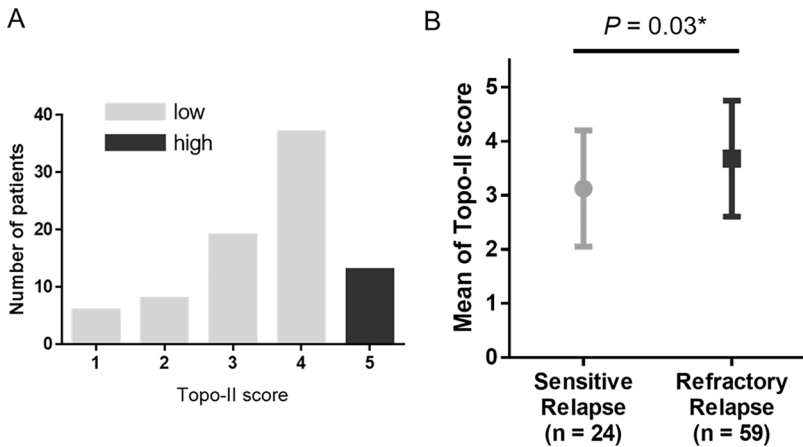 A
low
high
Number of patients
40
30
20
10
0
1 2 3 4 5
Topo-II score
B
P = 0.03*
Mean of Topo-II score
5
4
3
2
1
0
Sensitive
Relapse
(n = 24)
Refractory
Relapse
(n = 59)